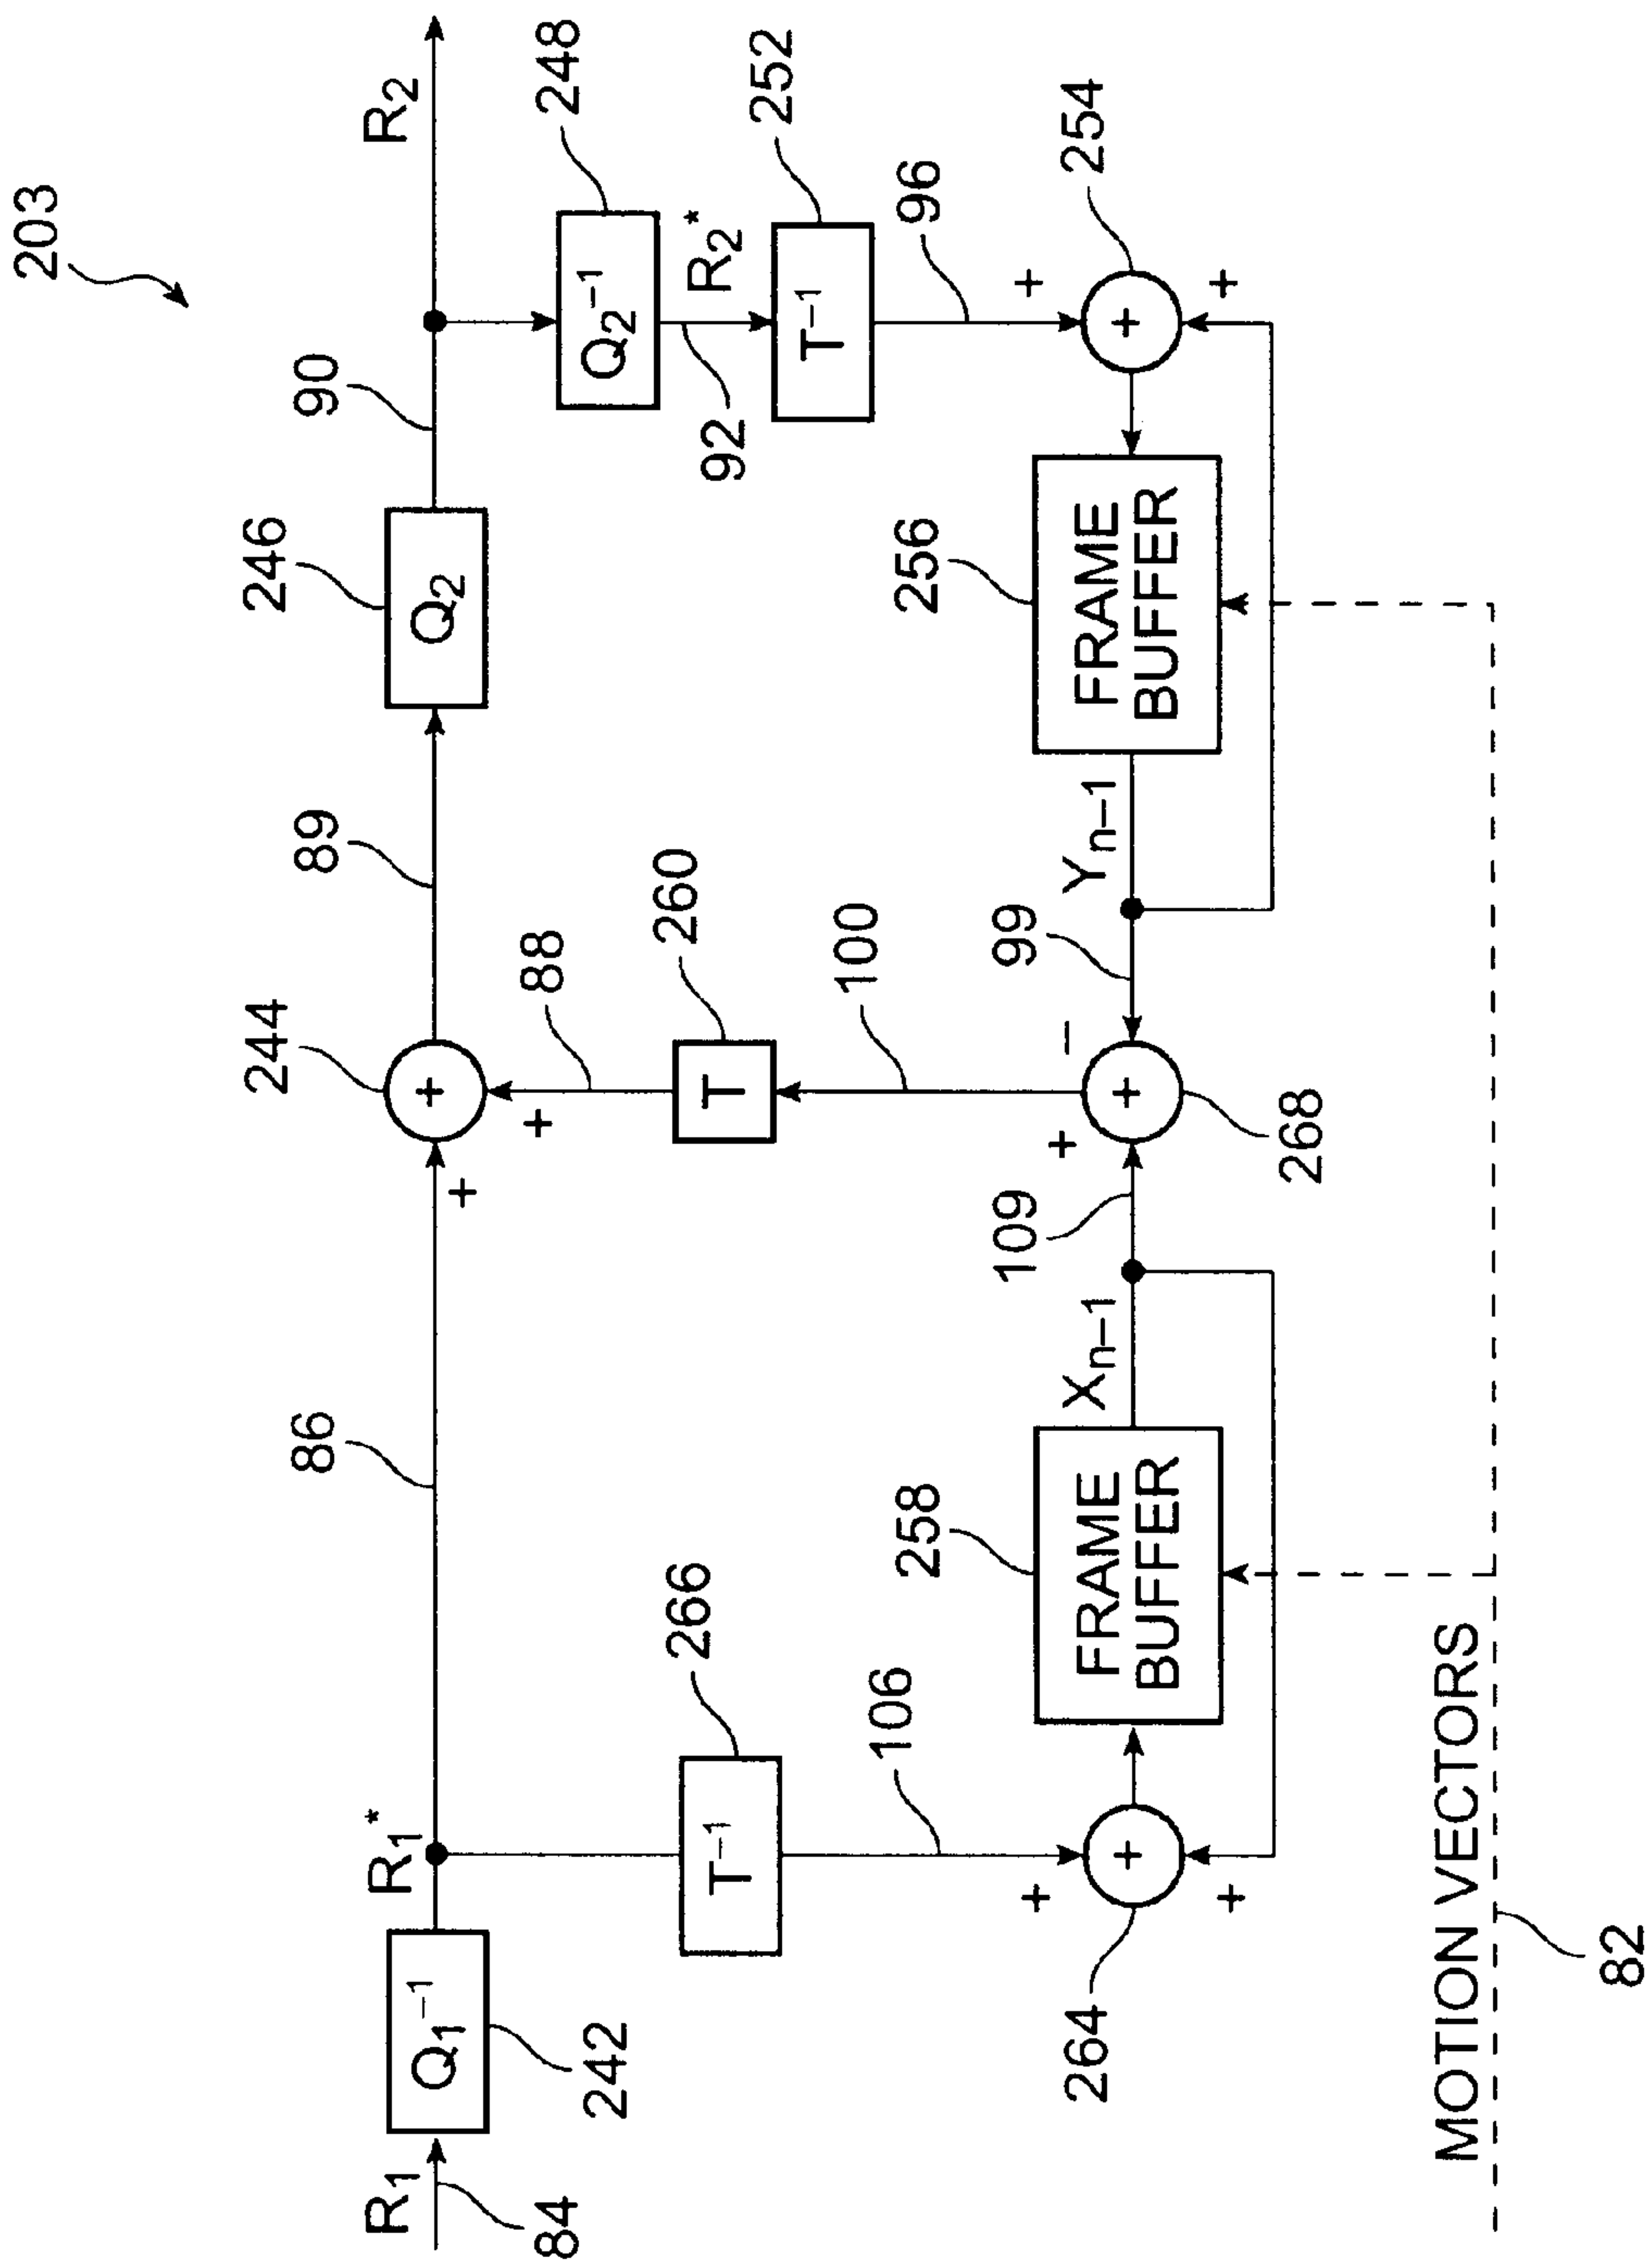 203
R₂
90
246
Q₂
248
Q₂⁻¹
92
R₂*
252
T⁻¹
96
+
254
+
+
89
244
+
+
+
88
260
T
100
256
FRAME
BUFFER
Yₙ₋₁
99
−
+
+
268
109
86
R₁*
Q₁⁻¹
242
R₁
84
266
T⁻¹
106
+
+
+
264
258
FRAME
BUFFER
Xₙ₋₁
MOTION VECTORS
82